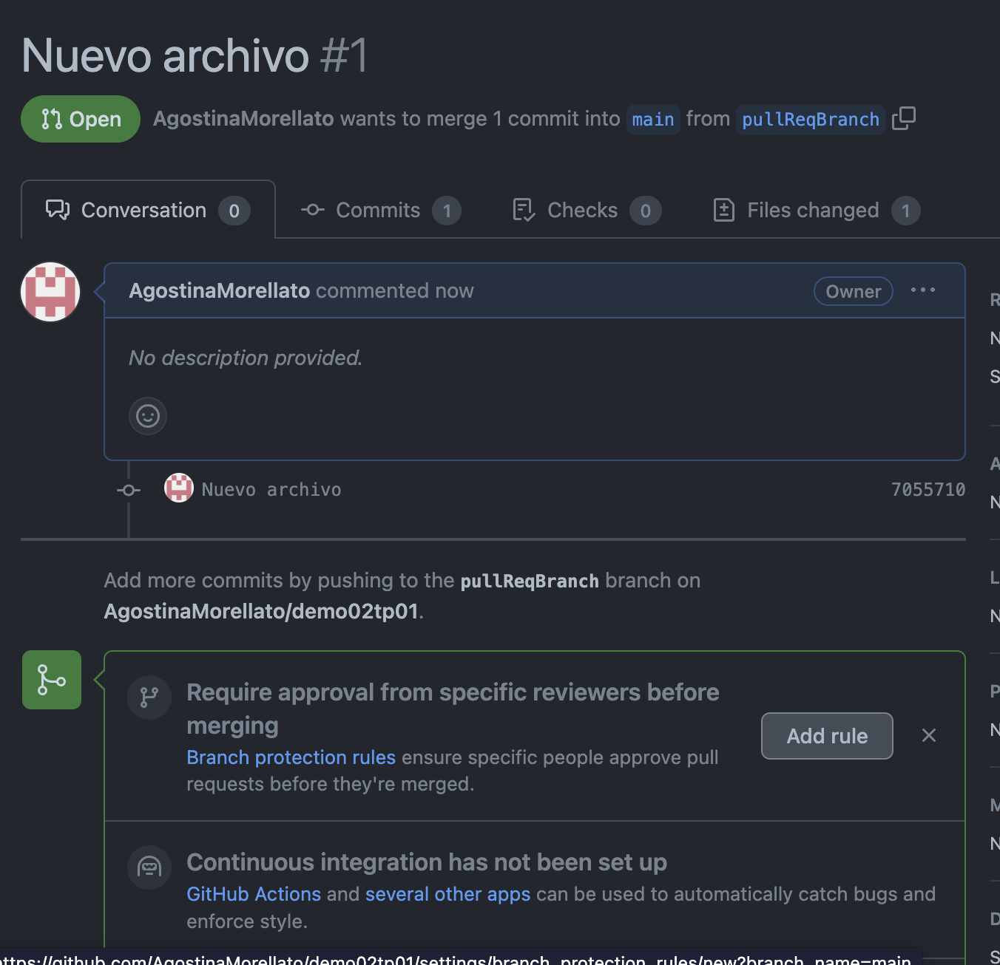 Nuevo archivo #1
Open AgostinaMorellato wants to merge 1 commit into main from pullReqBranch
Conversation 0 Commits 1 Checks 0 Files changed 1
AgostinaMorellato commented now Owner
No description provided.
Nuevo archivo 7055710
Add more commits by pushing to the pullReqBranch branch on
AgostinaMorellato/demo02tp01.
Require approval from specific reviewers before
merging
Add rule
Branch protection rules ensure specific people approve pull
requests before they're merged.
Continuous integration has not been set up
GitHub Actions and several other apps can be used to automatically catch bugs and
enforce style.
https://github.com/AgostinaMorellato/demo02tp01/settings/branch_protection_rules/new?branch_name=main